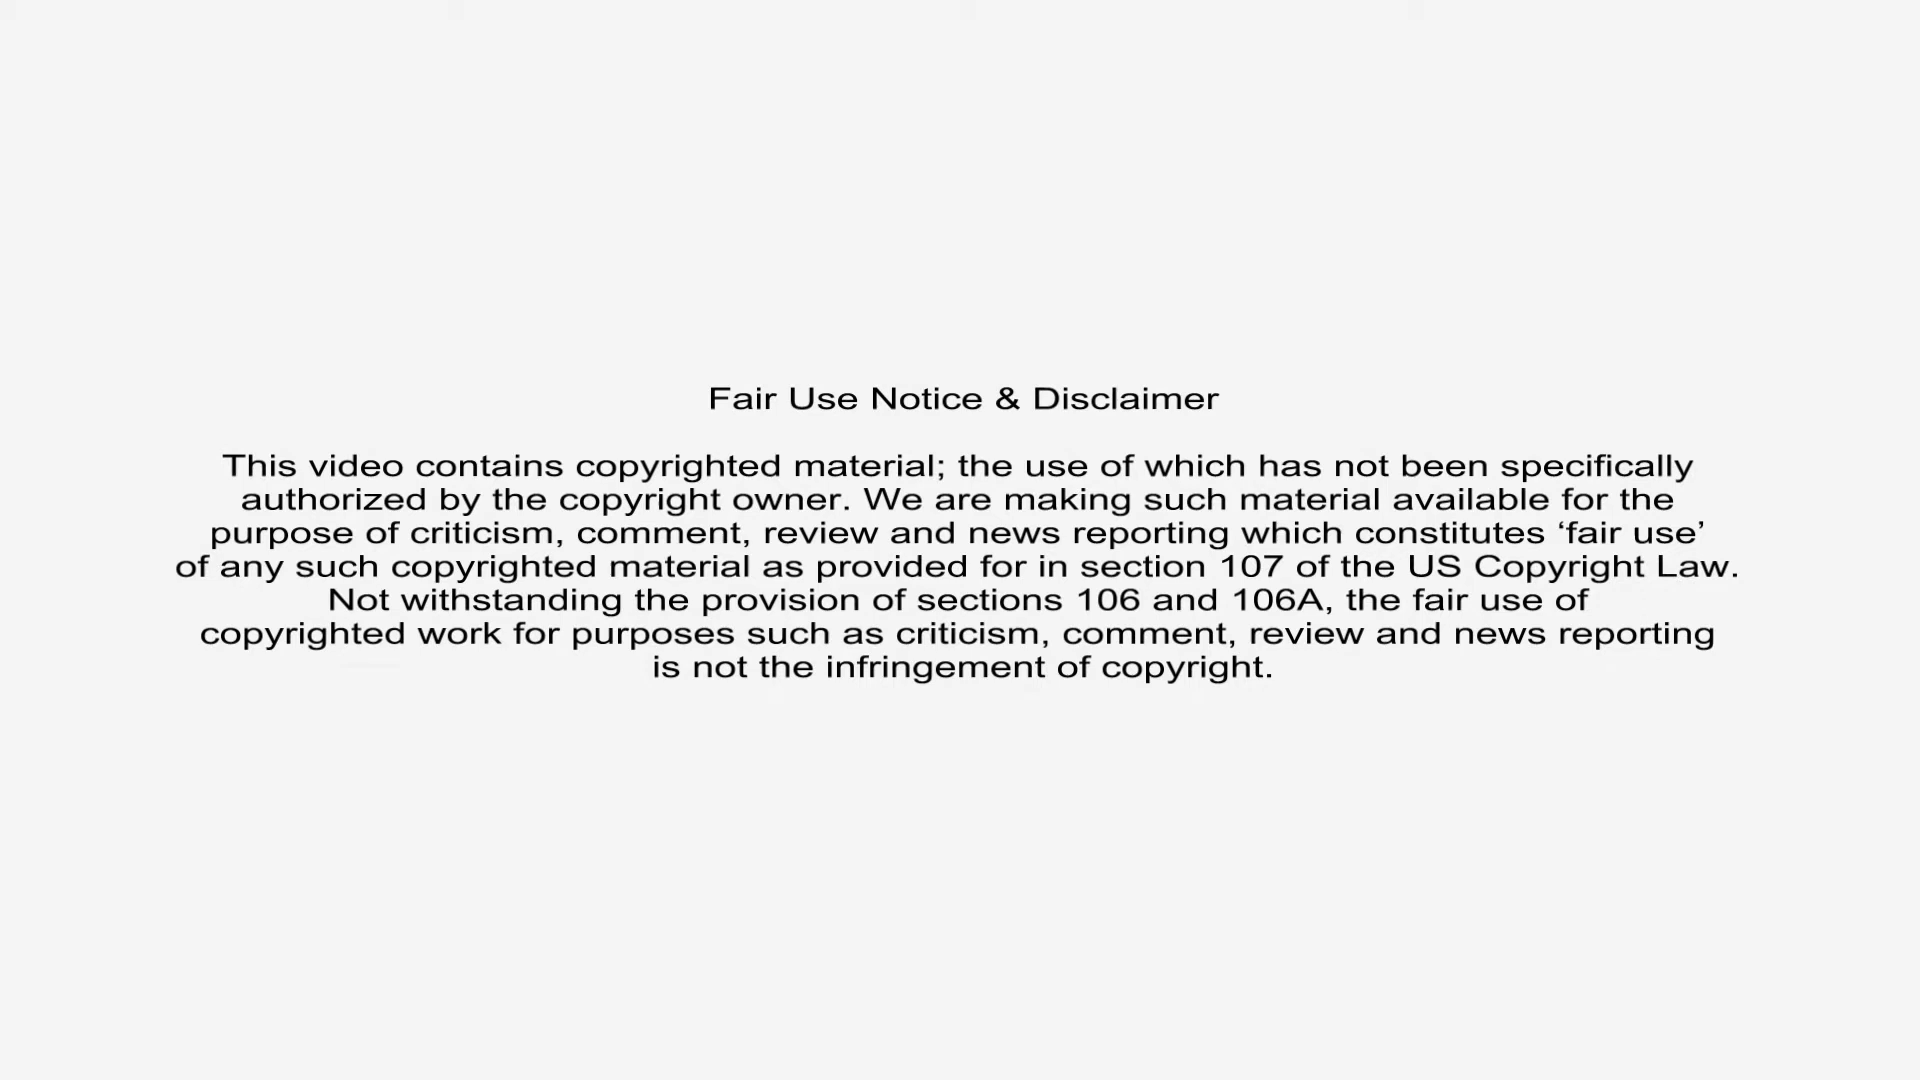 Fair Use Notice & Disclaimer
This video contains copyrighted material; the use of which has not been specifically
authorized by the copyright owner. We are making such material available for the
purpose of criticism, comment, review and news reporting which constitutes ‘fair use’
of any such copyrighted material as provided for in section 107 of the US Copyright Law.
Not withstanding the provision of sections 106 and 106A, the fair use of
copyrighted work for purposes such as criticism, comment, review and news reporting
is not the infringement of copyright.